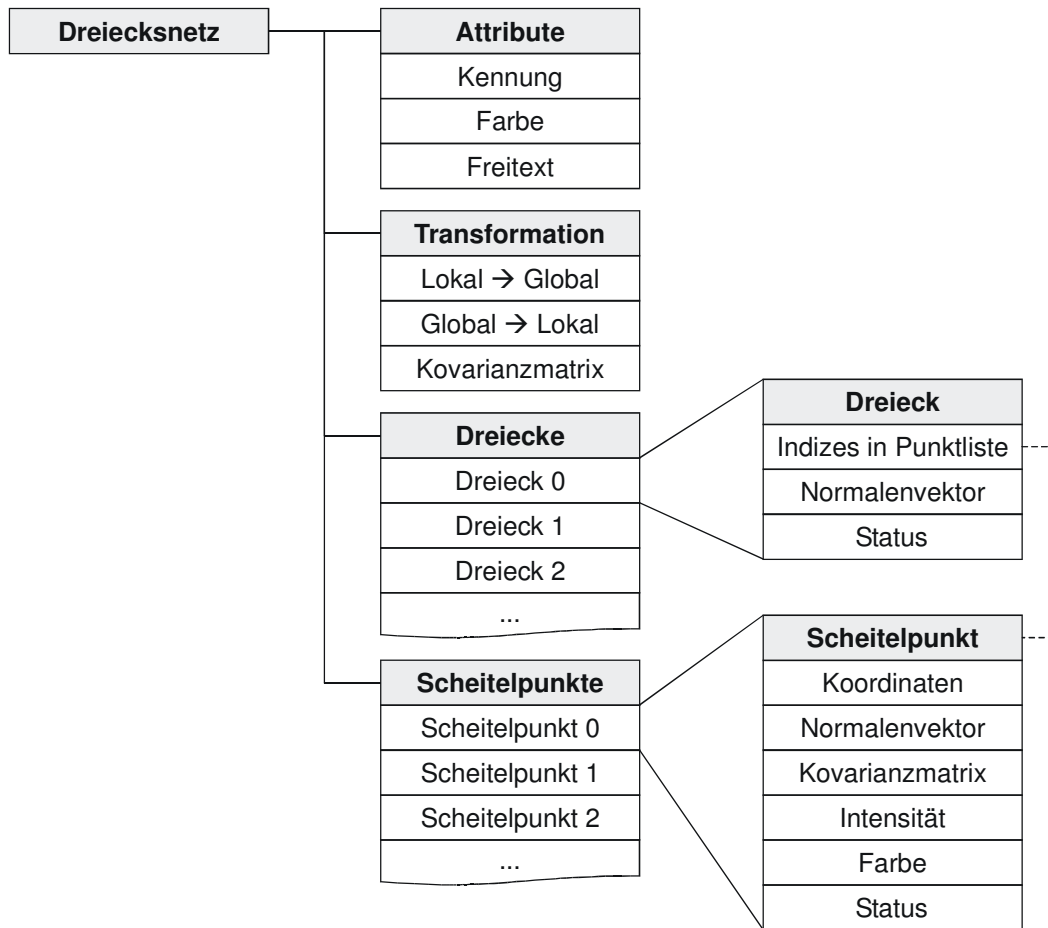 Dreiecksnetz
Attribute
Kennung
Farbe
Freitext
Transformation
Lokal → Global
Global → Lokal
Kovarianzmatrix
Dreiecke
Dreieck 0
Dreieck 1
Dreieck 2
...
Dreieck
Indizes in Punktliste
Normalenvektor
Status
Scheitelpunkte
Scheitelpunkt 0
Scheitelpunkt 1
Scheitelpunkt 2
...
Scheitelpunkt
Koordinaten
Normalenvektor
Kovarianzmatrix
Intensität
Farbe
Status